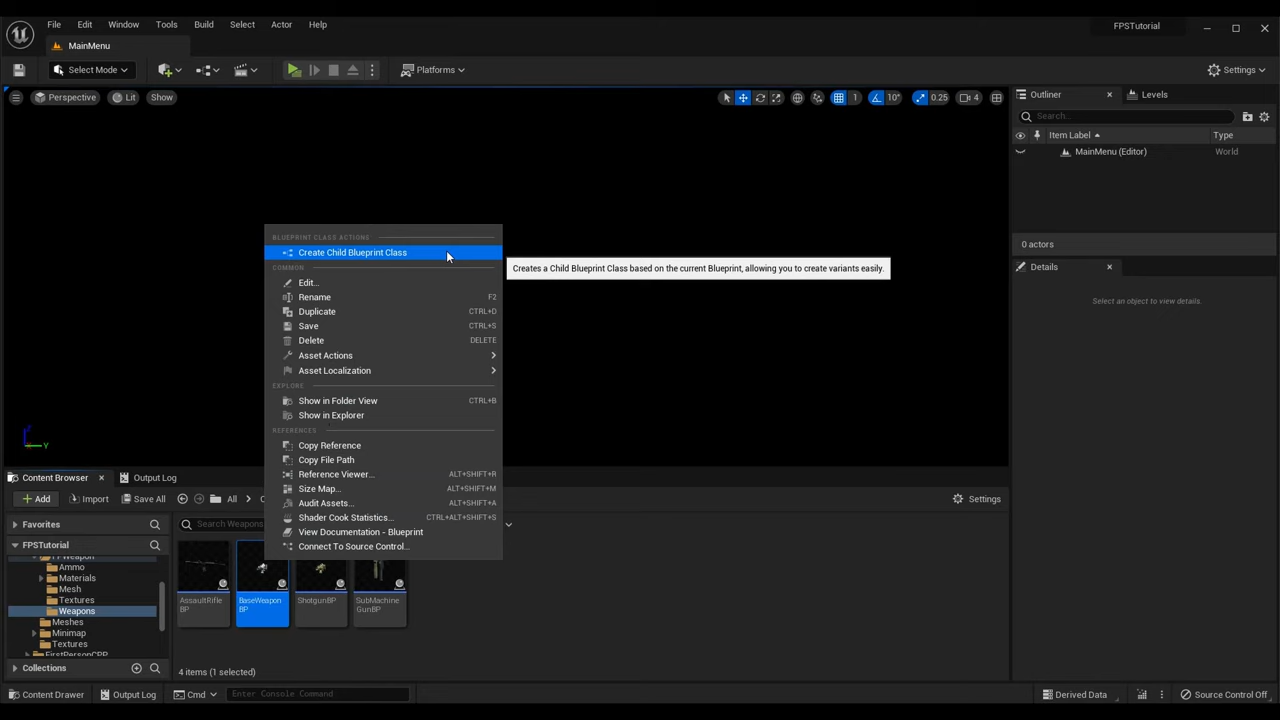 File Edit Window Tools Build Select Actor Help
FPSTutorial
MainMenu
Select Mode
Platforms
Settings
Perspective
Lit
Show
1
10°
0.25
4
Outliner
Levels
Search...
Item Label
Type
MainMenu (Editor)
World
0 actors
Details
Select an object to view details.
BLUEPRINT CLASS ACTIONS
Create Child Blueprint Class
Creates a Child Blueprint Class based on the current Blueprint, allowing you to create variants easily.
COMMON
Edit...
Rename F2
Duplicate CTRL+D
Save CTRL+S
Delete DELETE
Asset Actions
Asset Localization
EXPLORE
Show in Folder View CTRL+B
Show in Explorer
REFERENCES
Copy Reference
Copy File Path
Reference Viewer... ALT+SHIFT+R
Size Map... ALT+SHIFT+M
Audit Assets... ALT+SHIFT+A
Shader Cook Statistics... CTRL+ALT+SHIFT+S
View Documentation - Blueprint
Connect To Source Control...
Content Browser
Output Log
Add
Import
Save All
All
Settings
Favorites
FPSTutorial
Search Weapons
Ammo
Materials
Mesh
Textures
Weapons
Meshes
Minimap
Textures
FirstPersonCPP
Collections
AssaultRifle
BP
BaseWeapon
BP
ShotgunBP
SubMachine
GunBP
4 items (1 selected)
Content Drawer
Output Log
Cmd
Enter Console Command
Derived Data
Source Control Off